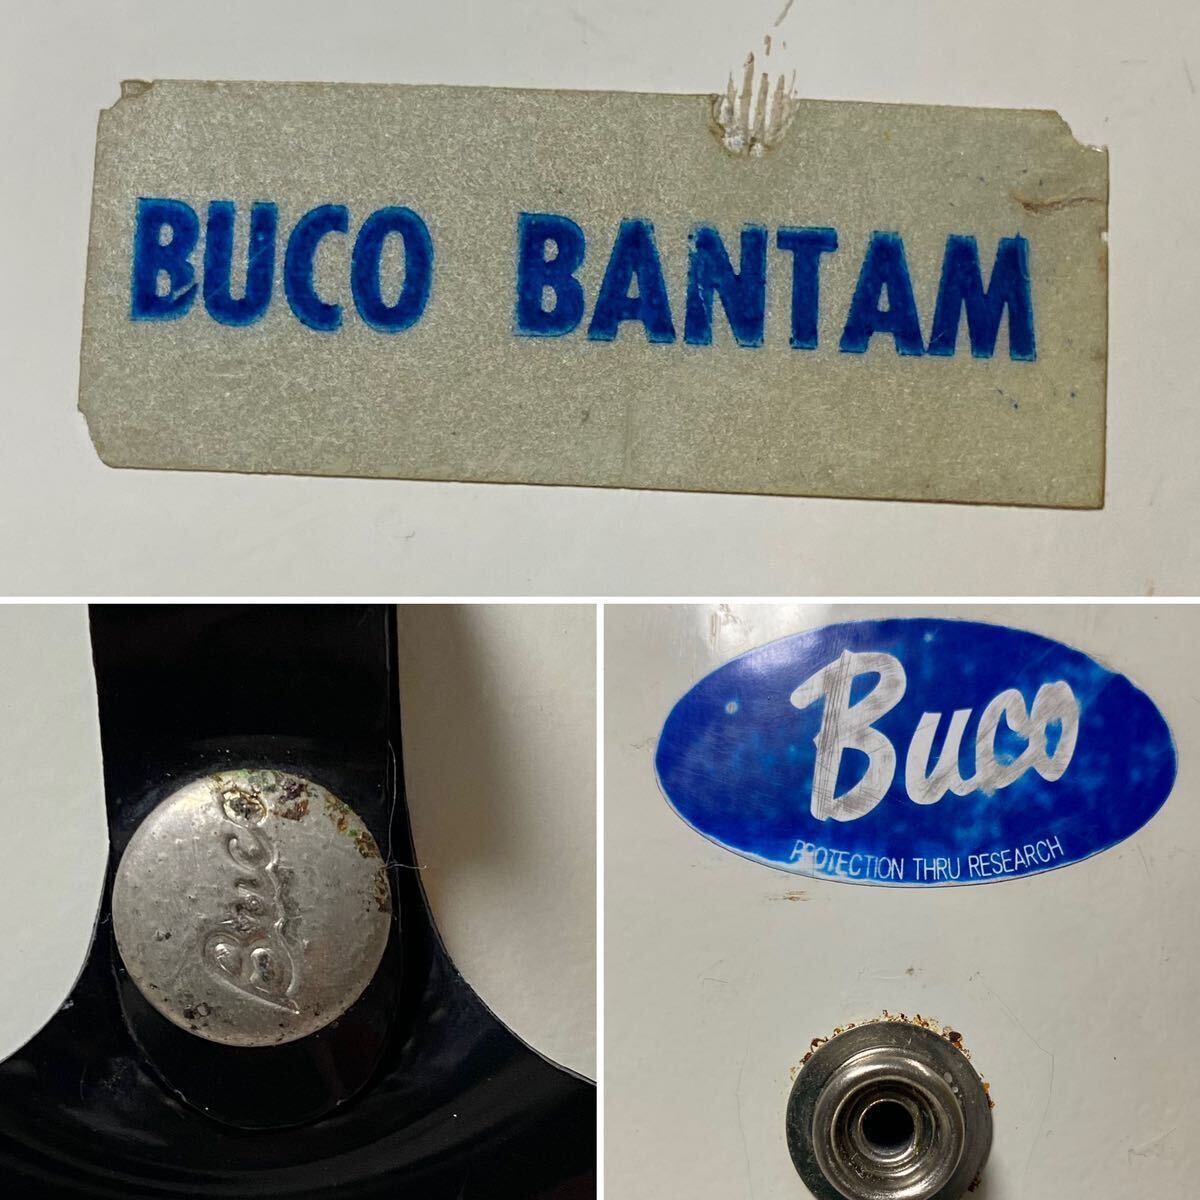 BUCO BANTAM
Buco
Buco
PROTECTION THRU RESEARCH